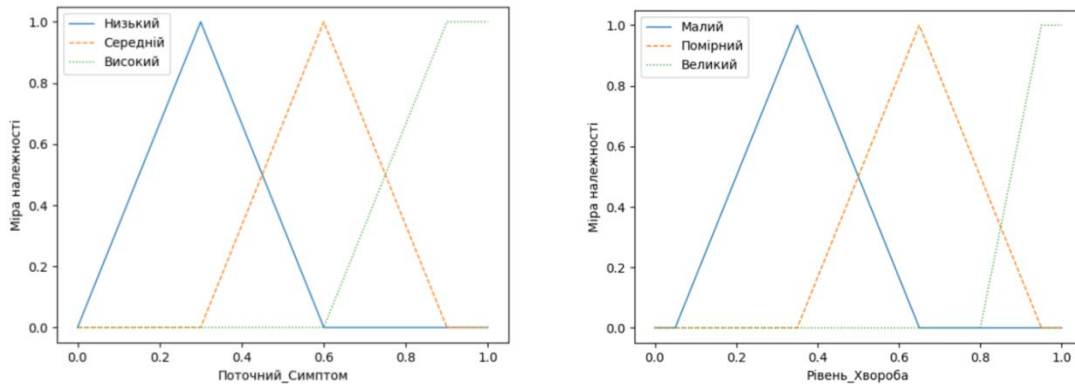 Низький
Середній
Високий
1.0
0.8
0.6
0.4
0.2
0.0
Міра належності
0.0 0.2 0.4 0.6 0.8 1.0
Поточний_Симптом
Малий
Помірний
Великий
1.0
0.8
0.6
0.4
0.2
0.0
Міра належності
0.0 0.2 0.4 0.6 0.8 1.0
Рівень_Хвороба